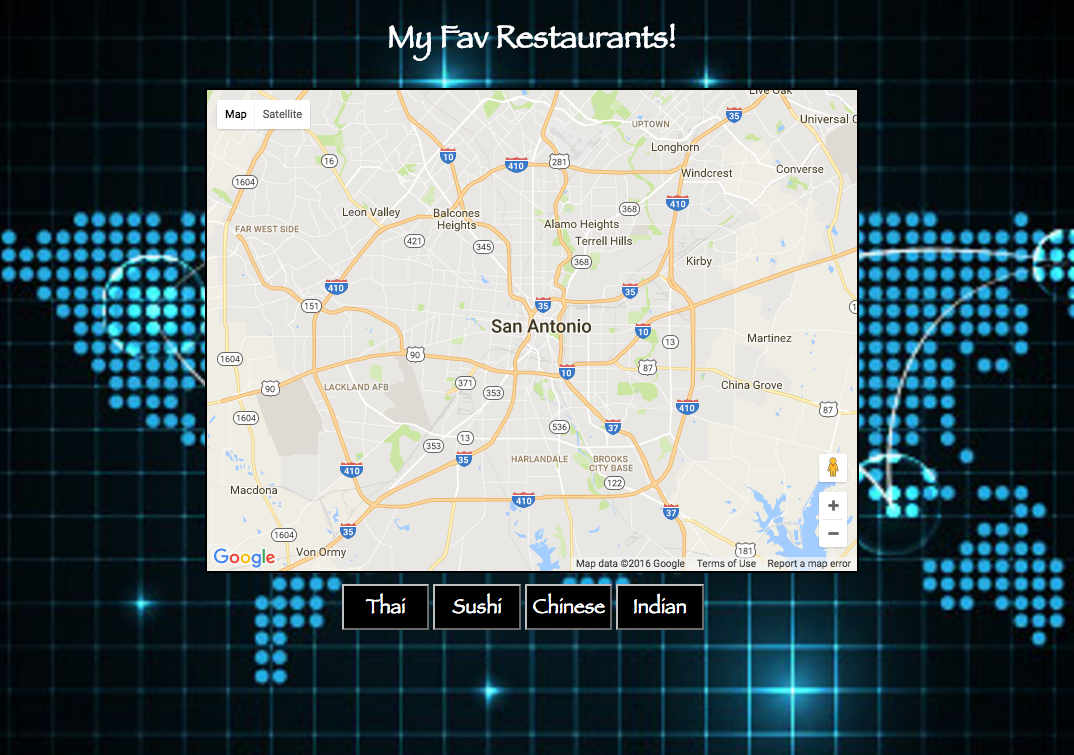 My Fav Restaurants!
Map Satellite
Live Oak
35
Universal C
UPTOWN
Longhorn
10
410
281
16
Windcrest
Converse
1604
410
368
Leon Valley
Balcones
Heights
Alamo Heights
FAR WEST SIDE
421
345
Terrell Hills
368
Kirby
410
35
151
35
San Antonio
10
13
Martinez
1604
90
87
90
10
371
353
LACKLAND AFB
China Grove
410
87
1604
536
37
353
13
35
HARLANDALE
BROOKS
CITY BASE
410
122
Macdona
410
37
35
1604
Von Ormy
181
Google
Map data ©2016 Google Terms of Use Report a map error
Thai Sushi Chinese Indian